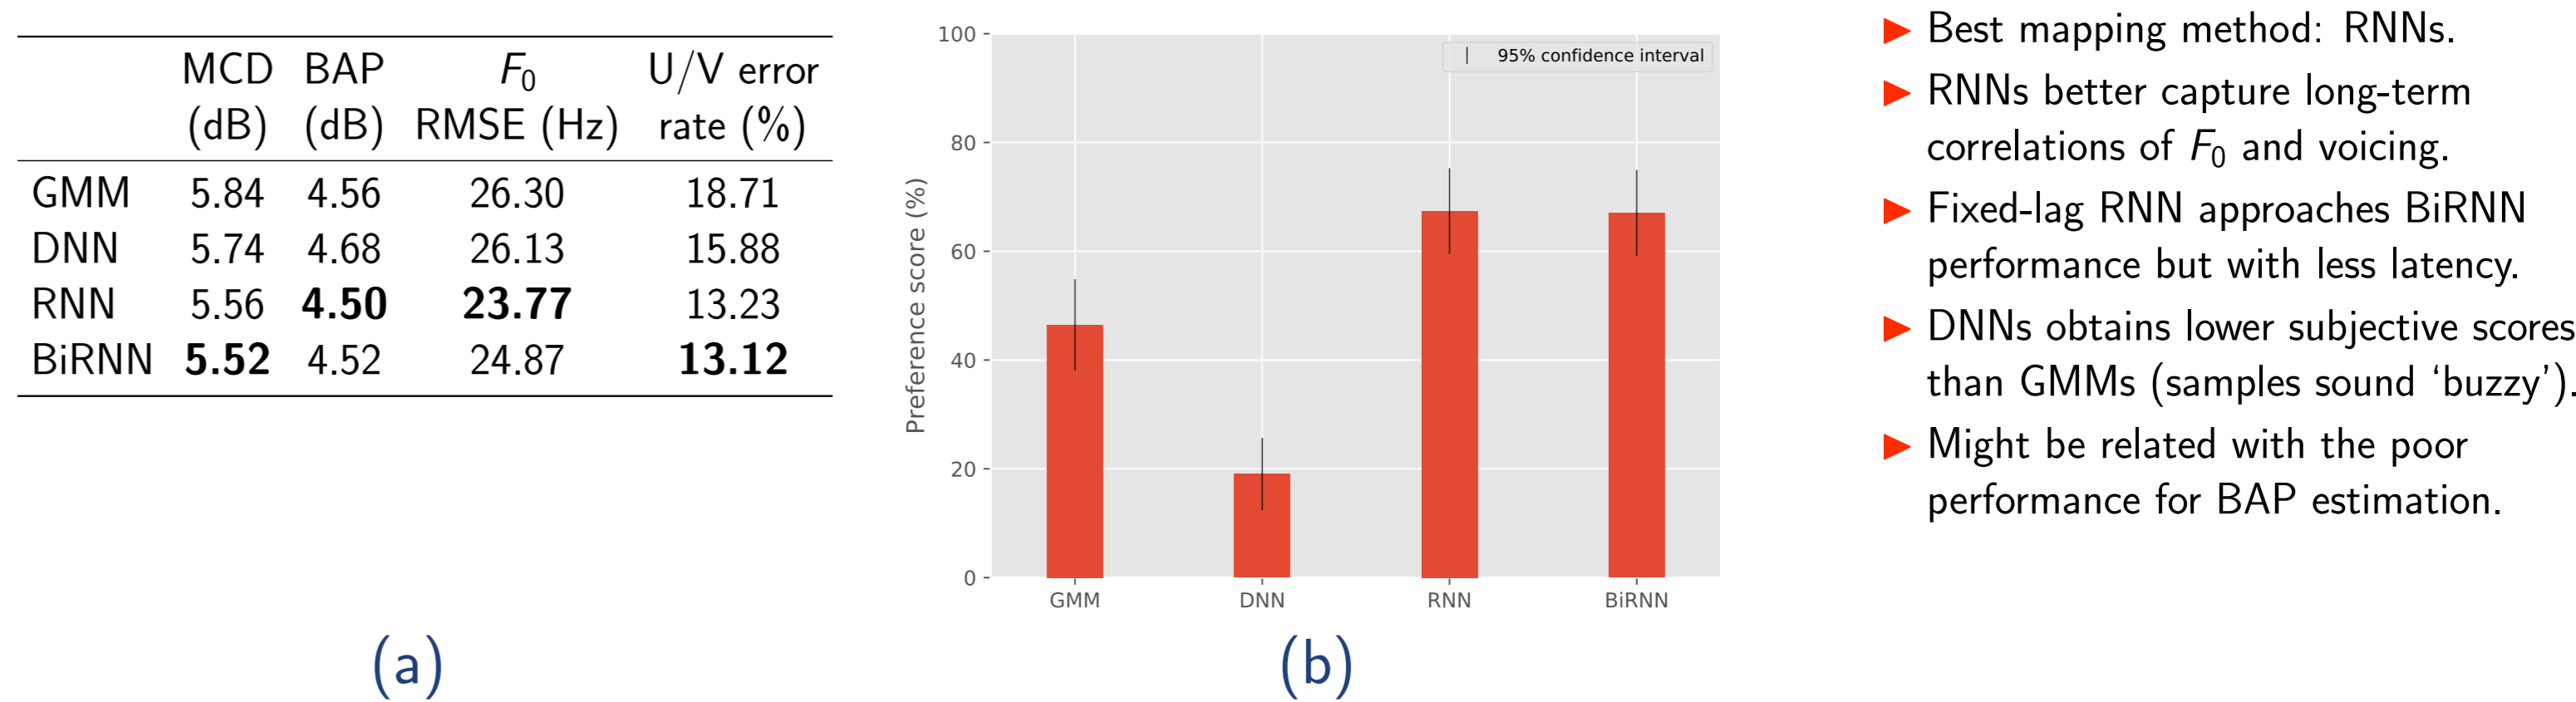 MCD BAP F0 U/V error
(dB) (dB) RMSE (Hz) rate (%)
GMM 5.84 4.56 26.30 18.71
DNN 5.74 4.68 26.13 15.88
RNN 5.56 4.50 23.77 13.23
BiRNN 5.52 4.52 24.87 13.12
(a)
100
80
60
40
20
0
Preference score (%)
95% confidence interval
GMM DNN RNN BiRNN
(b)
Best mapping method: RNNs.
RNNs better capture long-term
correlations of F0 and voicing.
Fixed-lag RNN approaches BiRNN
performance but with less latency.
DNNs obtains lower subjective scores
than GMMs (samples sound ‘buzzy’).
Might be related with the poor
performance for BAP estimation.